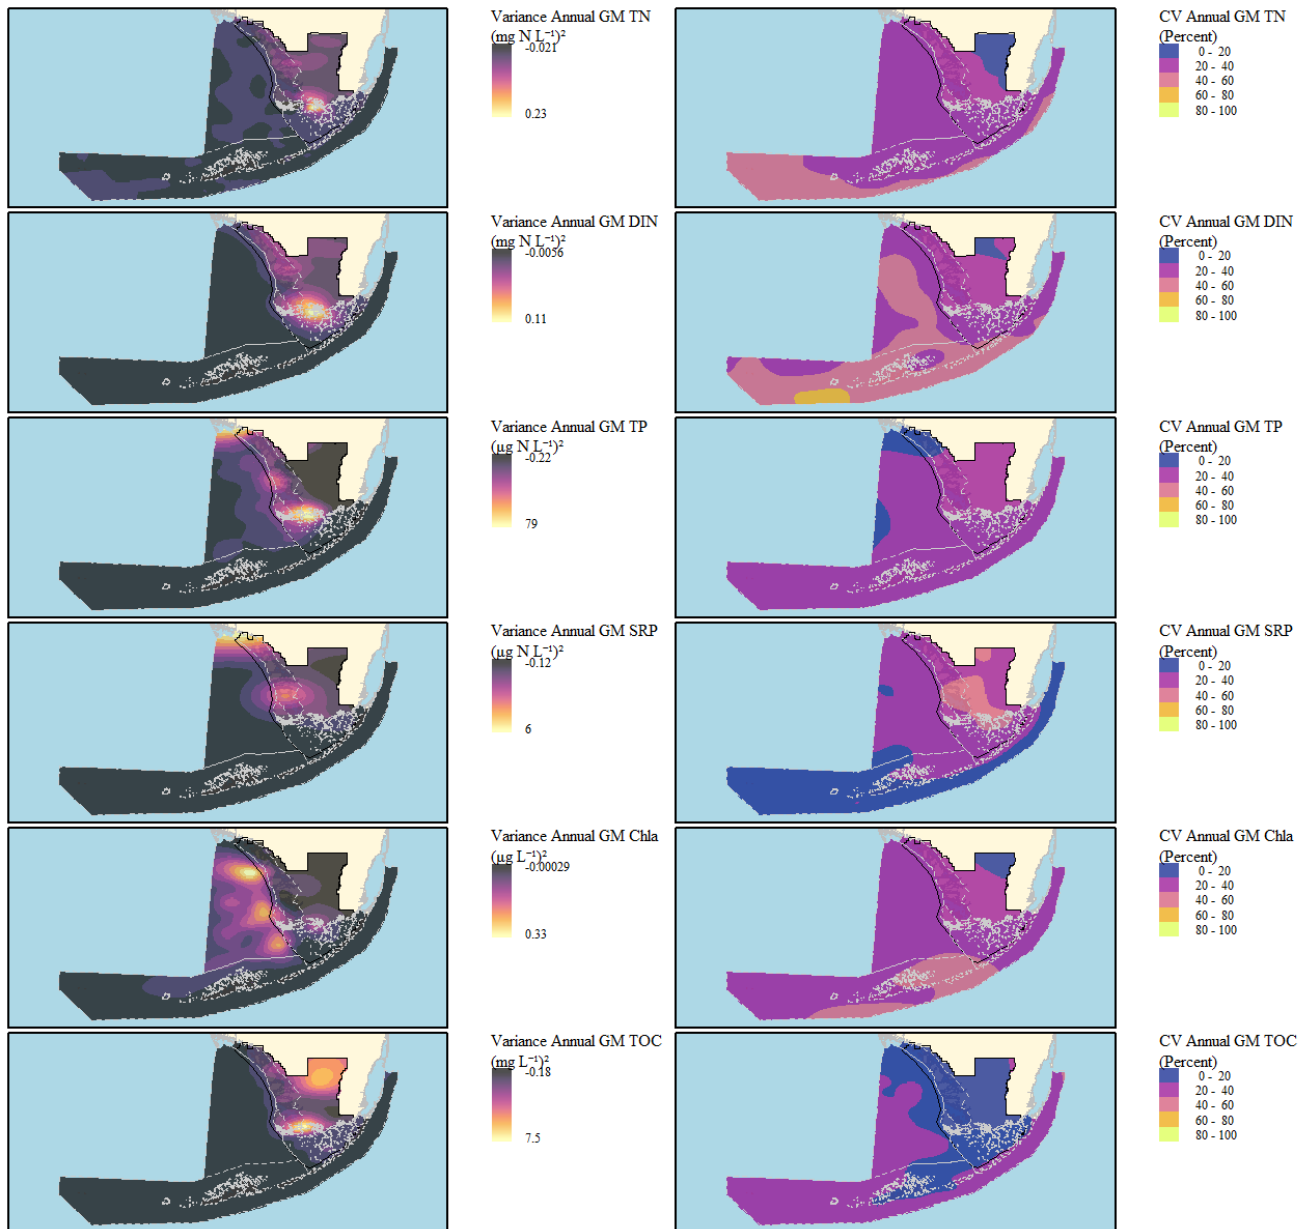 Variance Annual GM TN
(mg N L⁻¹)²
-0.021
0.23
CV Annual GM TN
(Percent)
0 - 20
20 - 40
40 - 60
60 - 80
80 - 100
Variance Annual GM DIN
(mg N L⁻¹)²
-0.0056
0.11
CV Annual GM DIN
(Percent)
0 - 20
20 - 40
40 - 60
60 - 80
80 - 100
Variance Annual GM TP
(µg N L⁻¹)²
-0.22
79
CV Annual GM TP
(Percent)
0 - 20
20 - 40
40 - 60
60 - 80
80 - 100
Variance Annual GM SRP
(µg N L⁻¹)²
-0.12
6
CV Annual GM SRP
(Percent)
0 - 20
20 - 40
40 - 60
60 - 80
80 - 100
Variance Annual GM Chla
(µg L⁻¹)²
-0.00029
0.33
CV Annual GM Chla
(Percent)
0 - 20
20 - 40
40 - 60
60 - 80
80 - 100
Variance Annual GM TOC
(mg L⁻¹)²
-0.18
7.5
CV Annual GM TOC
(Percent)
0 - 20
20 - 40
40 - 60
60 - 80
80 - 100